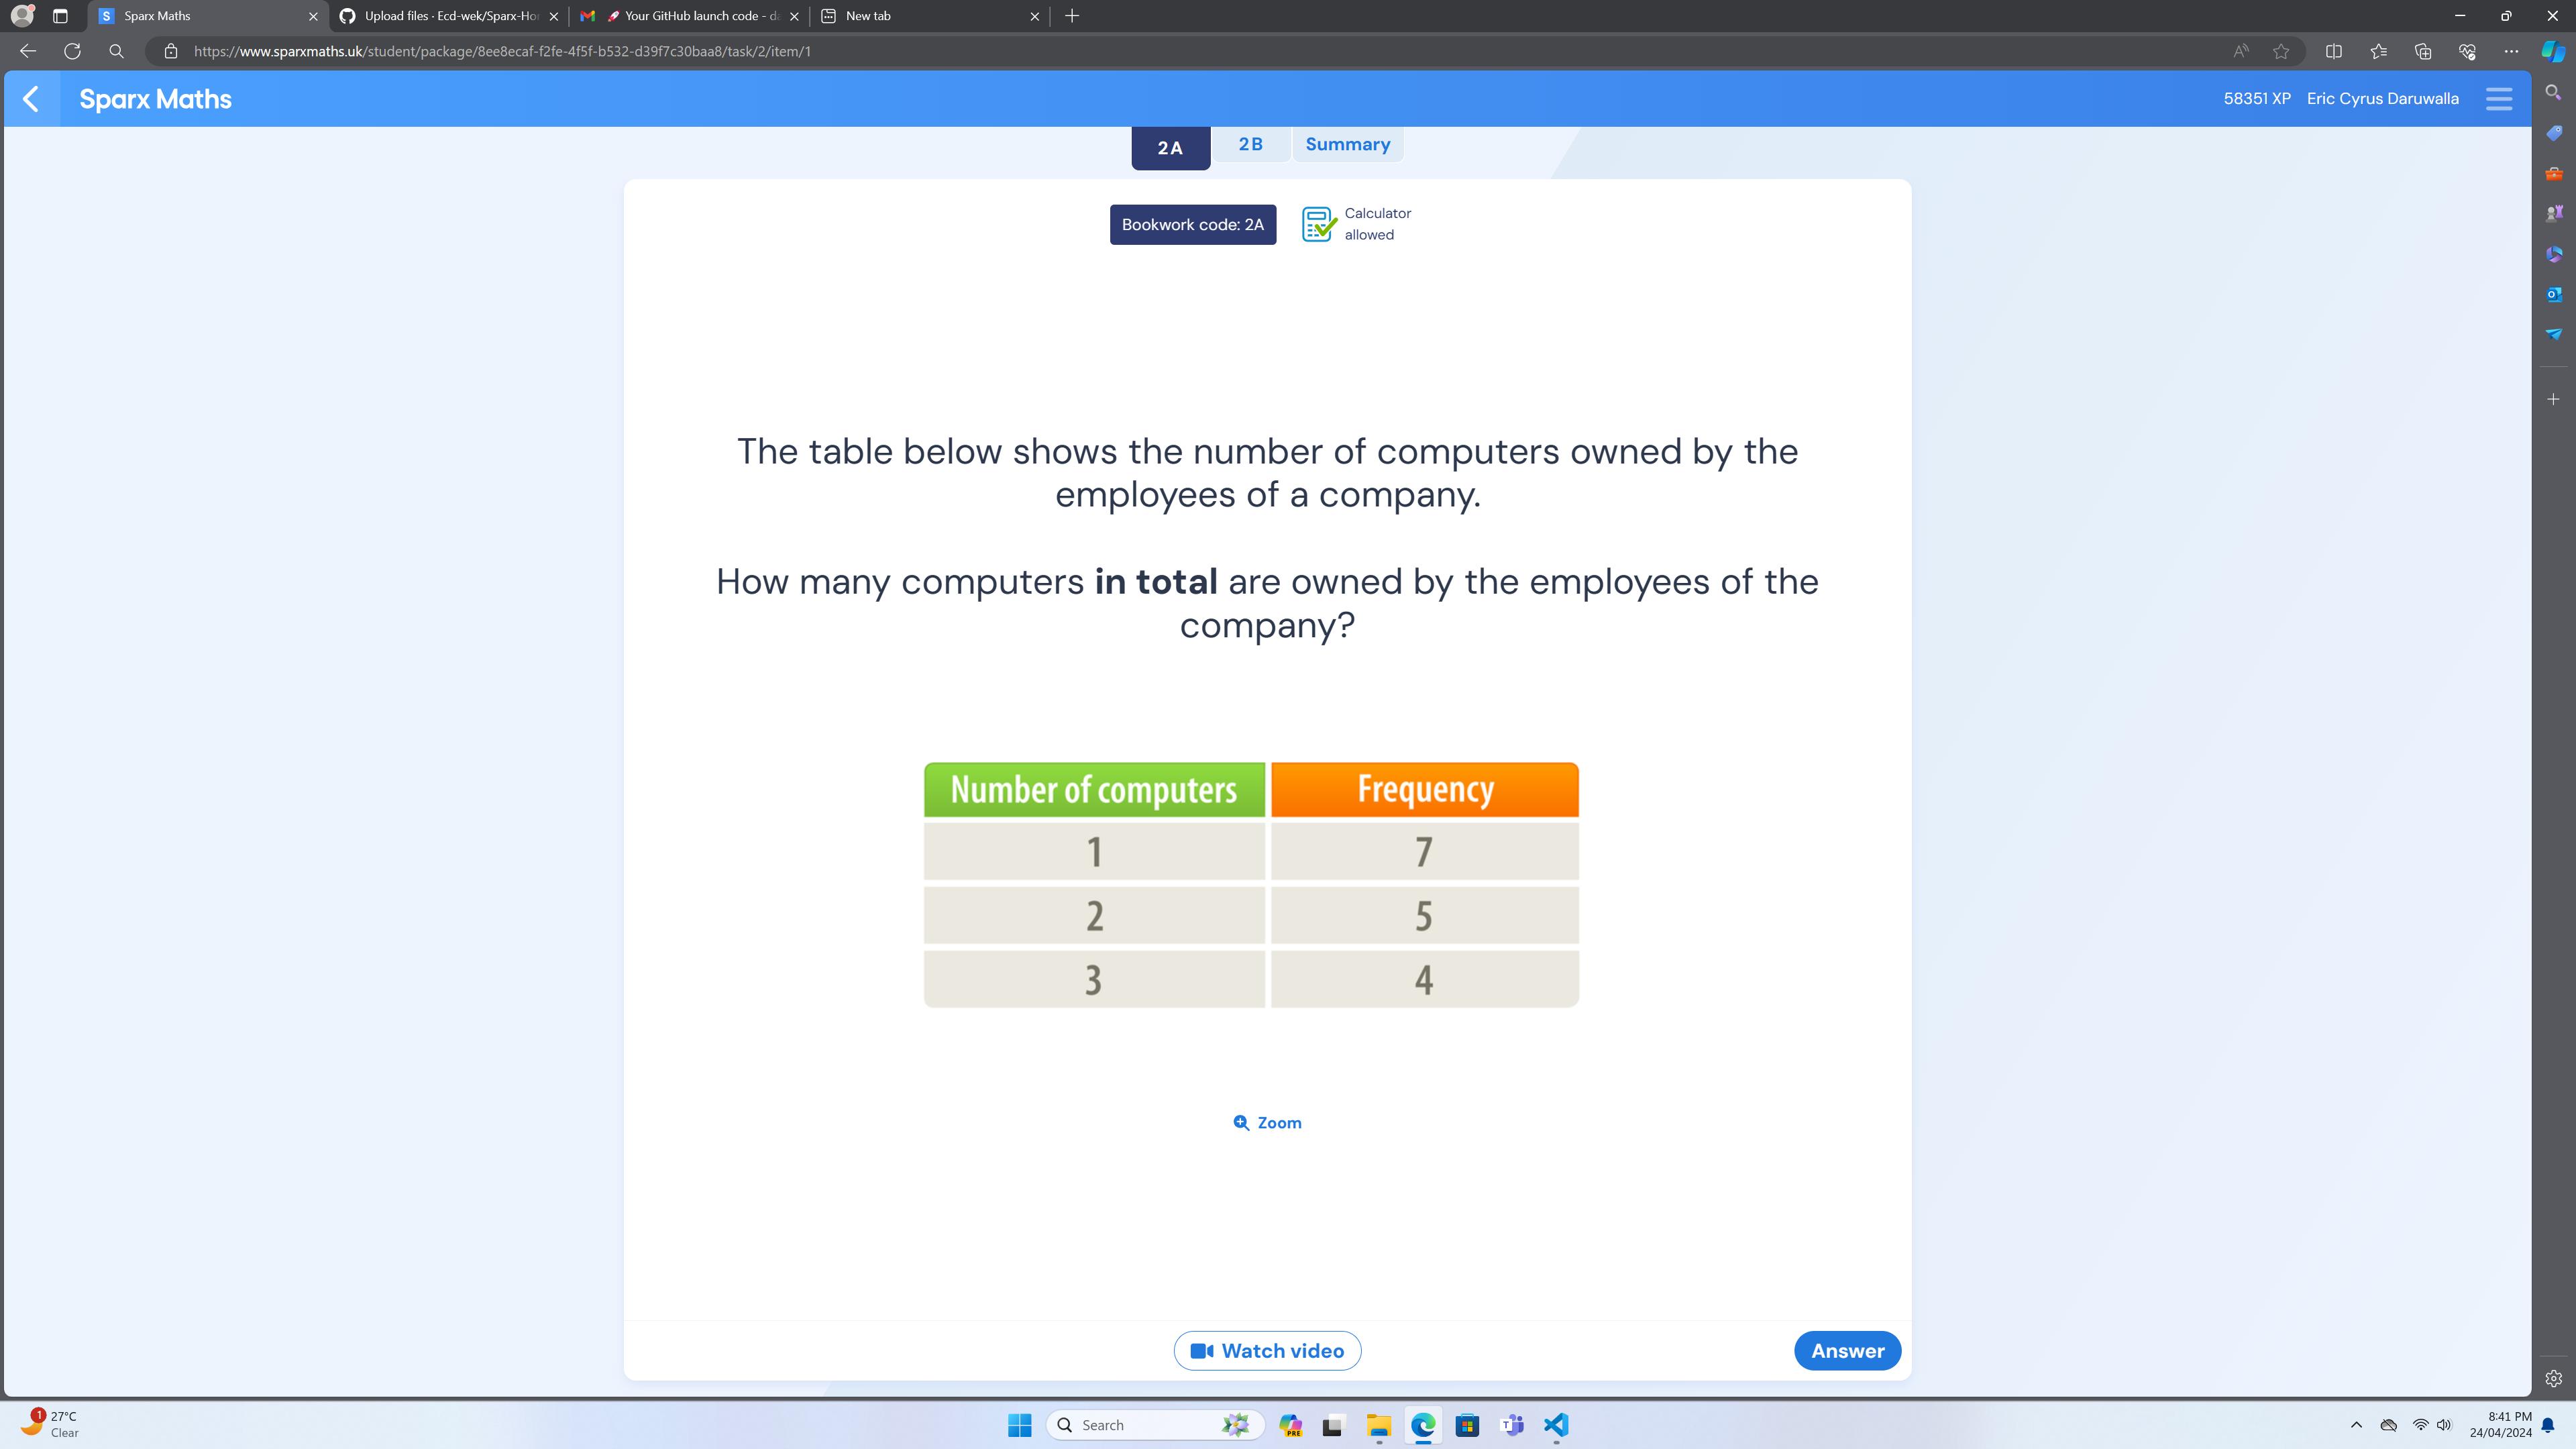 Sparx Maths
Upload files · Ecd-wek/Sparx-Ho
Your GitHub launch code - d
New tab
https://www.sparxmaths.uk/student/package/8ee8ecaf-f2fe-4f5f-b532-d39f7c30baa8/task/2/item/1
Sparx Maths
58351 XP Eric Cyrus Daruwalla
2A 2B Summary
Bookwork code: 2A
Calculator
allowed
The table below shows the number of computers owned by the
employees of a company.
How many computers in total are owned by the employees of the
company?
Number of computers Frequency
1 7
2 5
3 4
Zoom
Watch video
Answer
1
27°C
Clear
Search
PRE
8:41 PM
24/04/2024